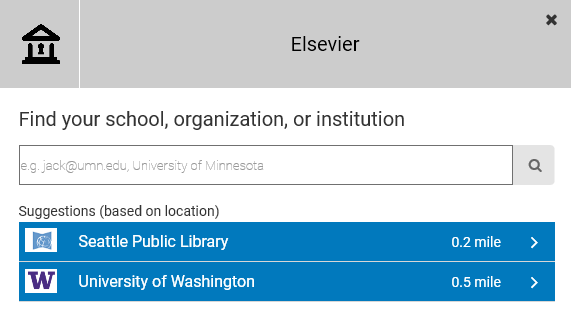 Elsevier
Find your school, organization, or institution
e.g. jack@umn.edu, University of Minnesota
Suggestions (based on location)
Seattle Public Library 0.2 mile
W University of Washington 0.5 mile